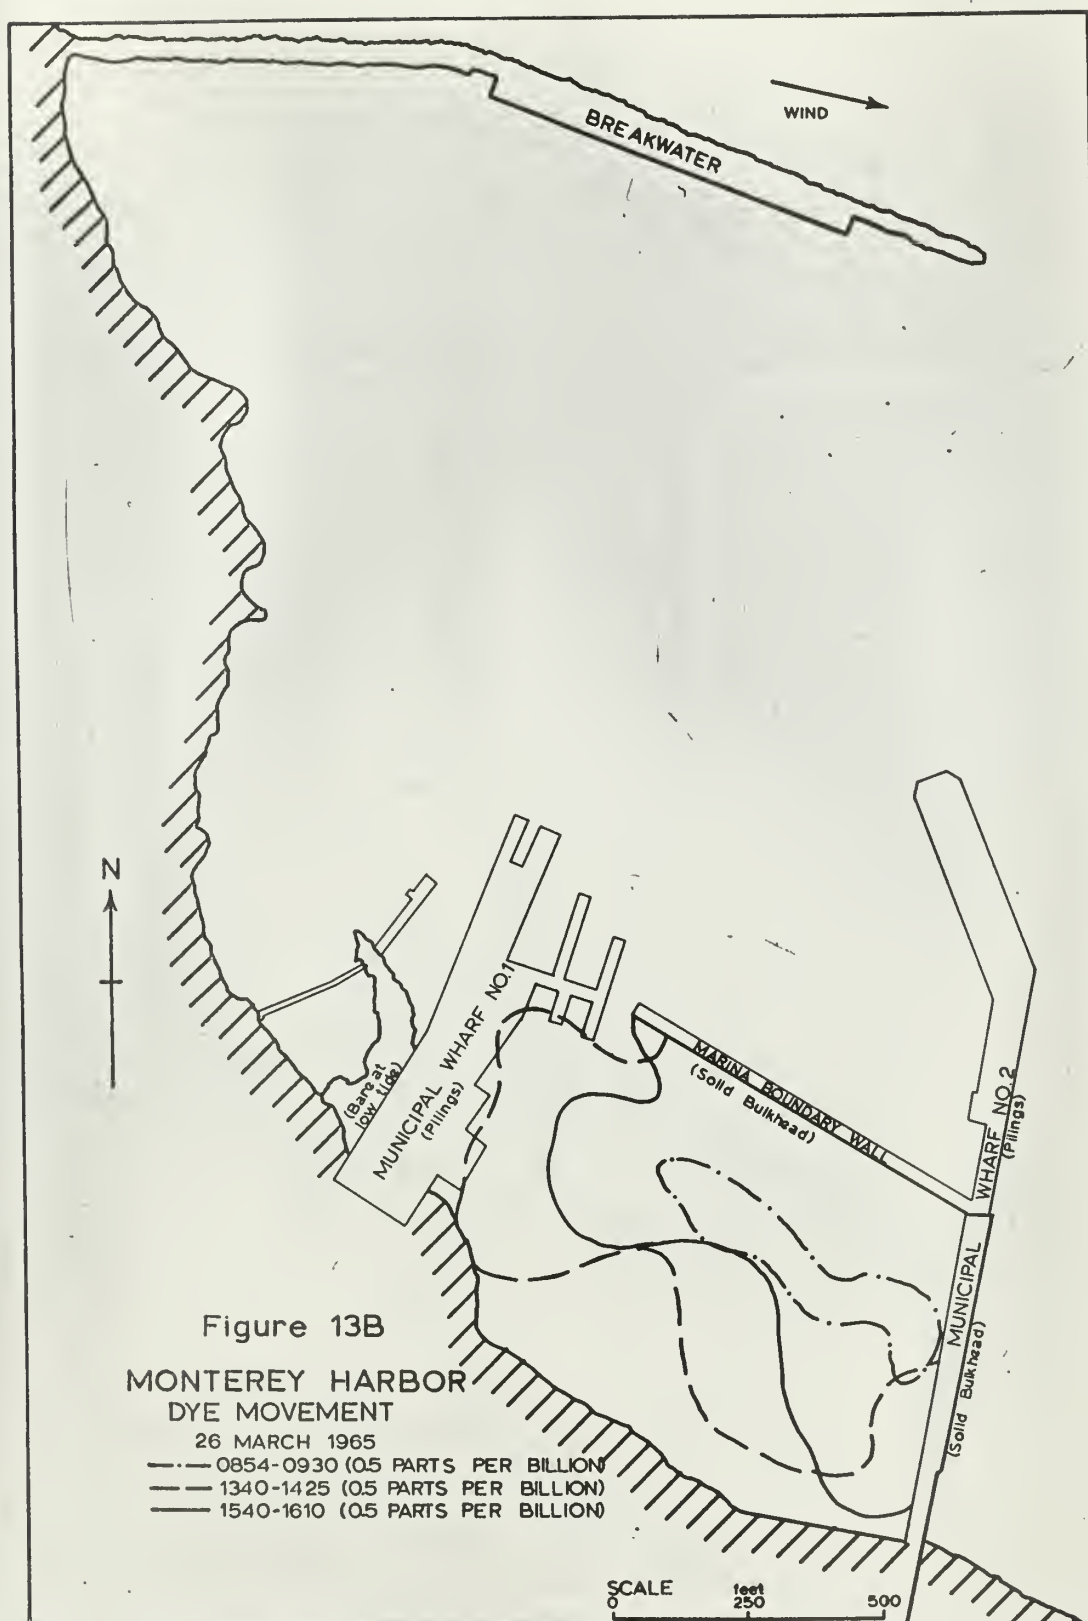 BREAKWATER
WIND
N
MUNICIPAL WHARF NO.1
(Pilings)
(Bare at
low tide)
MARINA BOUNDARY WALL
(Solid Bulkhead)
MUNICIPAL WHARF NO.2
(Pilings)
(Solid Bulkhead)
Figure 13B
MONTEREY HARBOR
DYE MOVEMENT
26 MARCH 1965
0854-0930 (0.5 PARTS PER BILLION)
1340-1425 (0.5 PARTS PER BILLION)
1540-1610 (0.5 PARTS PER BILLION)
SCALE feet
0 250 500